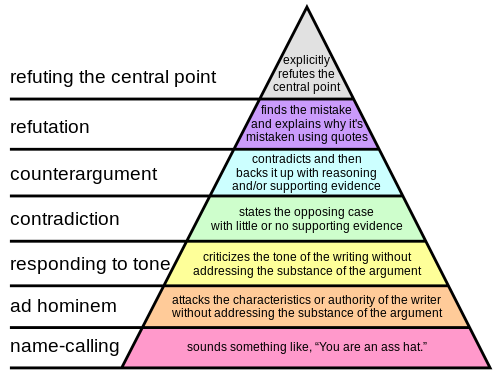 explicitly
refutes the
central point
refuting the central point
finds the mistake
and explains why it's
mistaken using quotes
refutation
contradicts and then
backs it up with reasoning
and/or supporting evidence
counterargument
states the opposing case
with little or no supporting evidence
contradiction
criticizes the tone of the writing without
addressing the substance of the argument
responding to tone
attacks the characteristics or authority of the writer
without addressing the substance of the argument
ad hominem
name-calling
sounds something like, “You are an ass hat.”